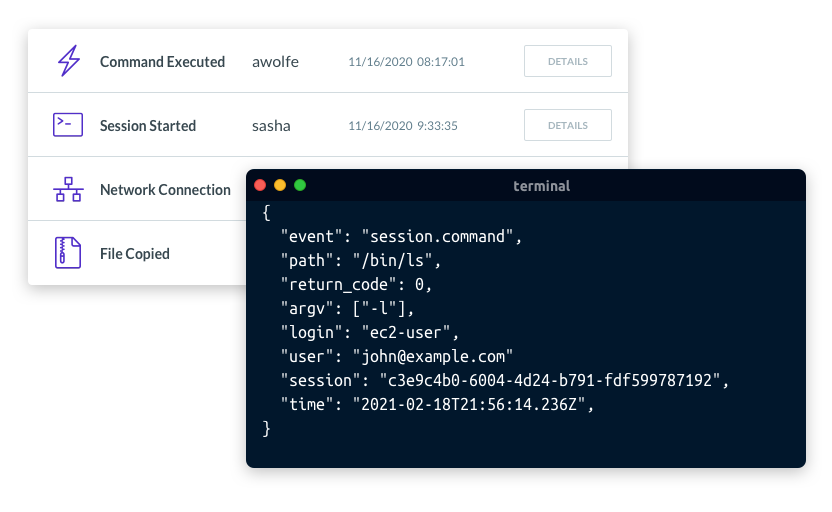 Command Executed awolfe 11/16/2020 08:17:01 DETAILS
Session Started sasha 11/16/2020 9:33:35 DETAILS
Network Connection
File Copied
terminal
{
"event": "session.command",
"path": "/bin/ls",
"return_code": 0,
"argv": ["-l"],
"login": "ec2-user",
"user": "john@example.com"
"session": "c3e9c4b0-6004-4d24-b791-fdf599787192",
"time": "2021-02-18T21:56:14.236Z",
}